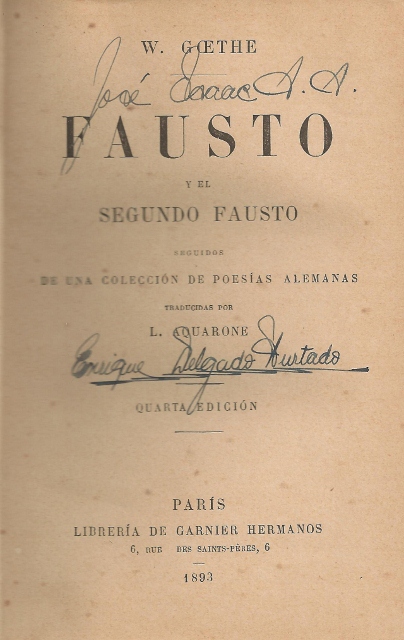 W. GŒTHE
José Isaac A. A.
FAUSTO
Y EL
SEGUNDO FAUSTO
SEGUIDOS
DE UNA COLECCIÓN DE POESÍAS ALEMANAS
TRADUCIDAS POR
L. AQUARONE
Enrique Delgado Hurtado
QUARTA EDICIÓN
PARÍS
LIBRERÍA DE GARNIER HERMANOS
6, RUE DES SAINTS-PÈRES, 6
1893